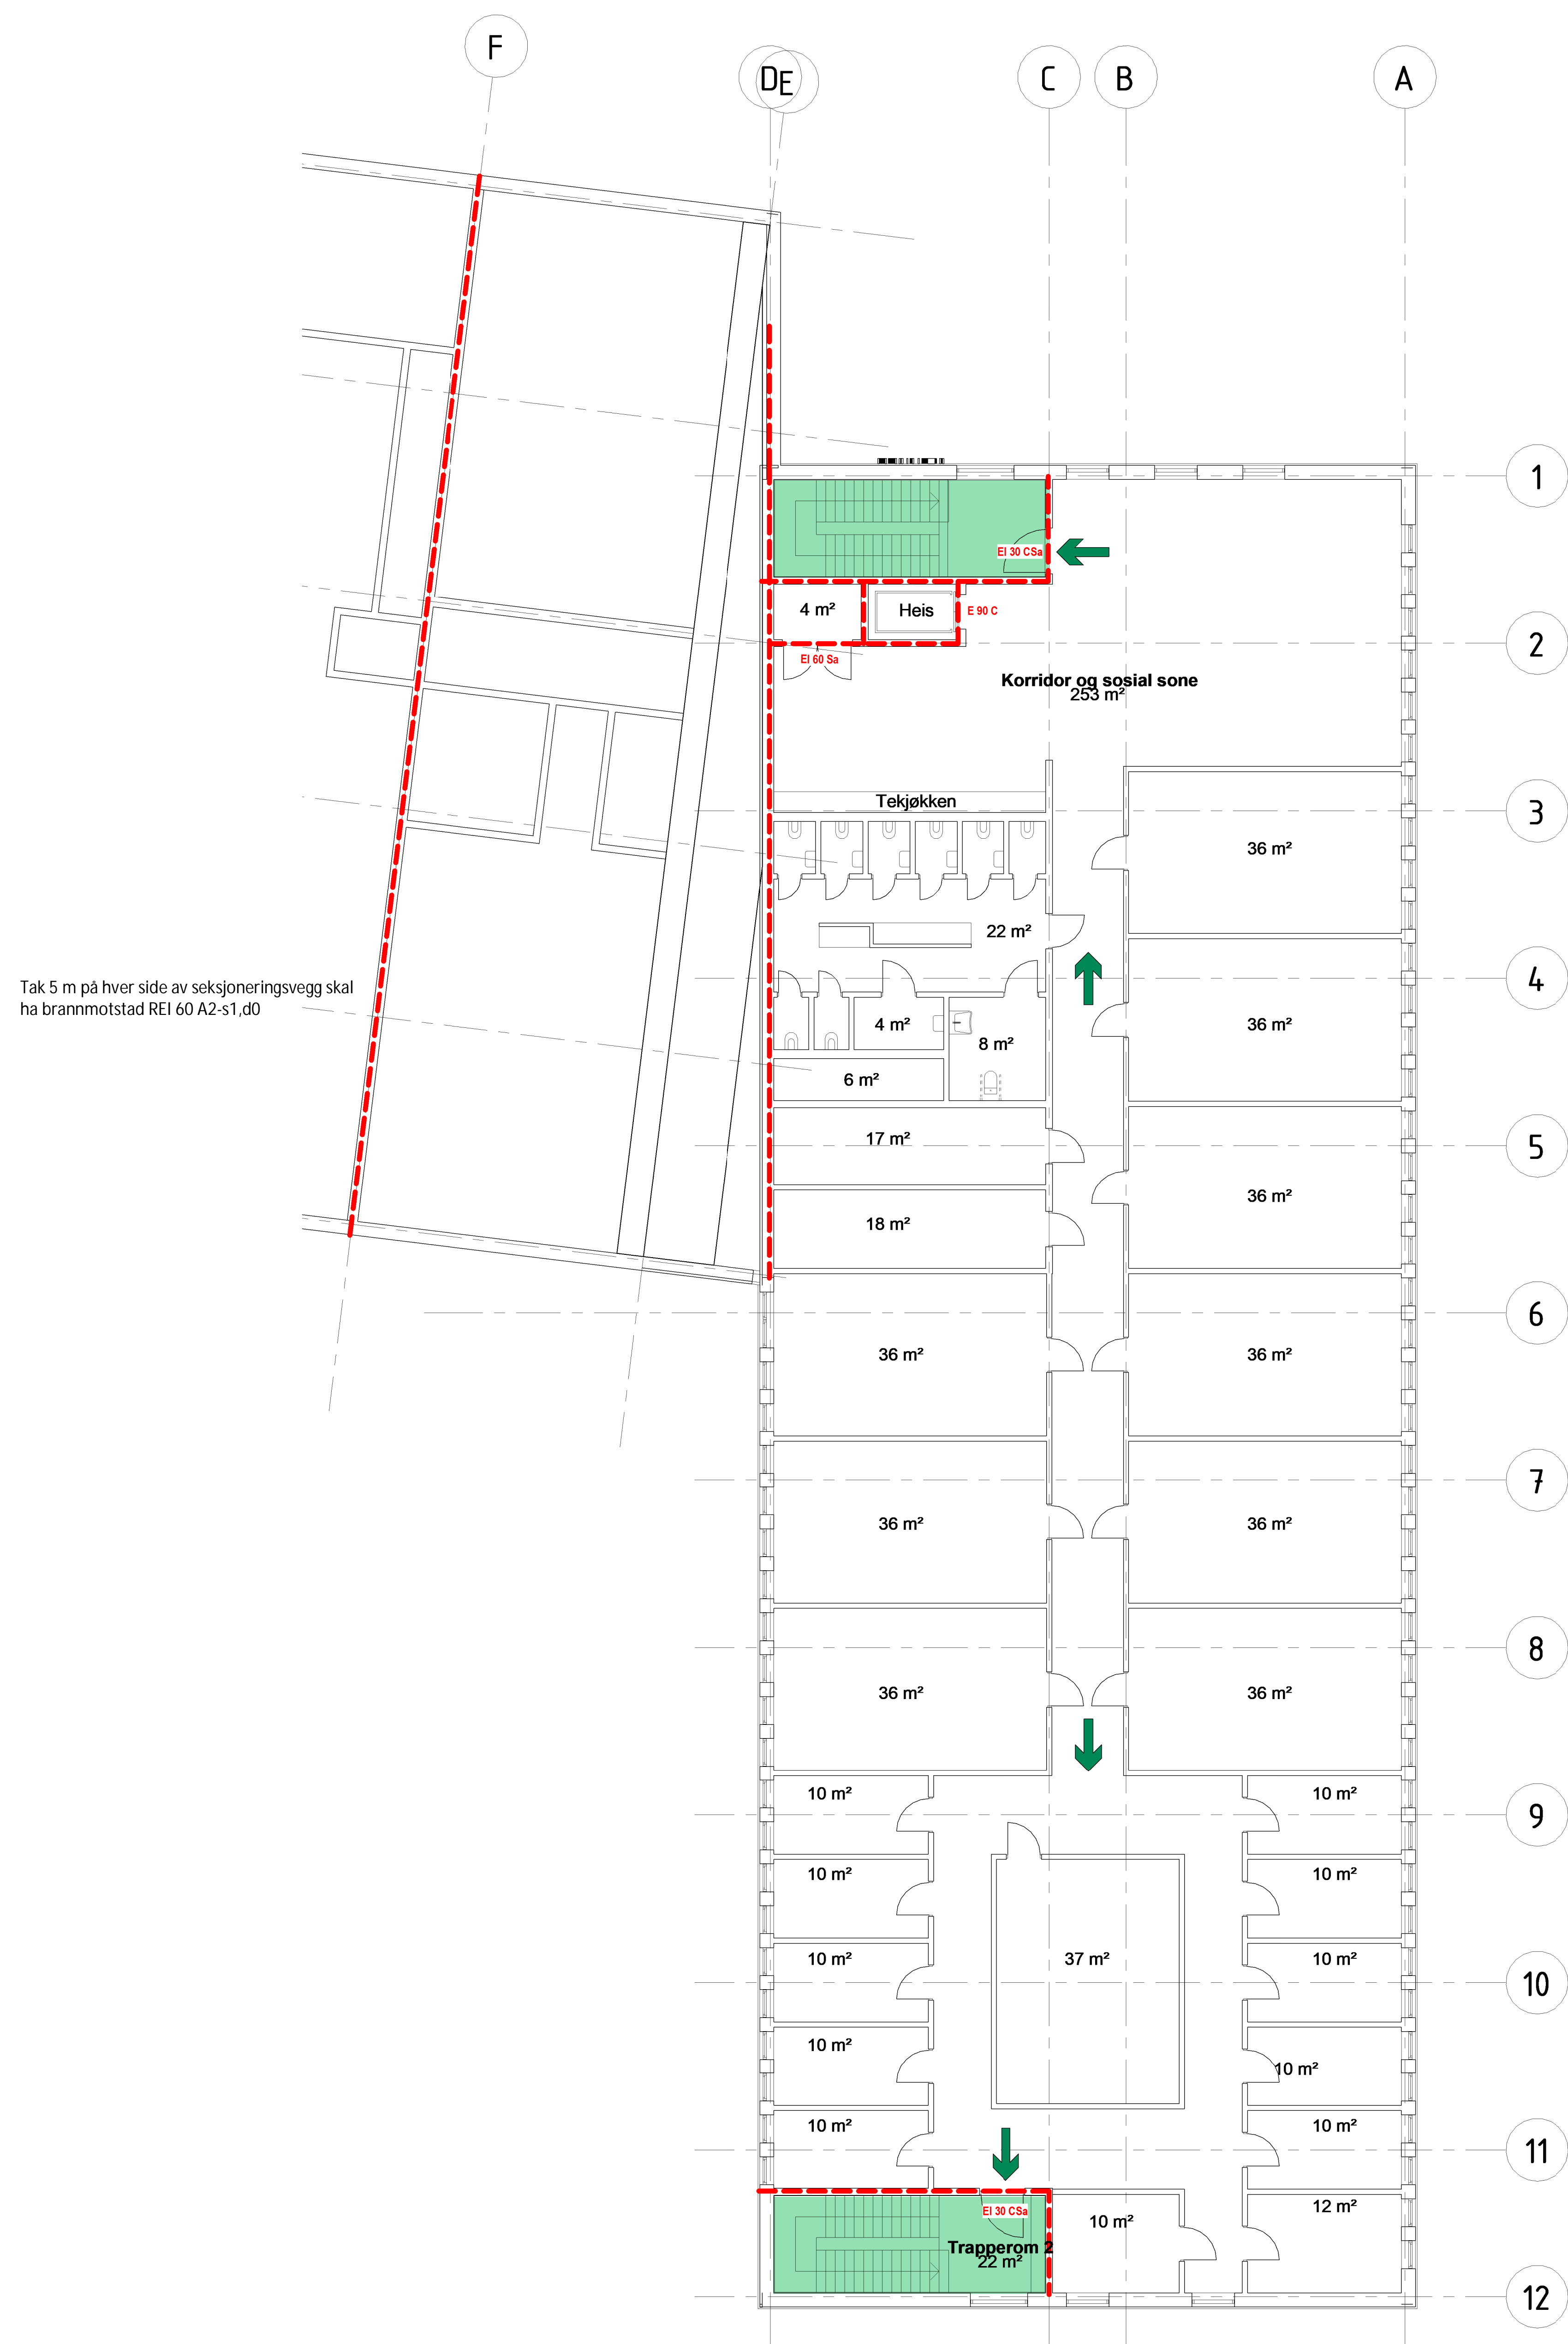 F
D
E
C
B
A
1
EI 30 CSa
4 m²
Heis
E 90 C
2
EI 60 Sa
Korridor og sosial sone
253 m²
Tekjøkken
3
36 m²
22 m²
4
Tak 5 m på hver side av seksjoneringsvegg skal
ha brannmotstad REI 60 A2-s1,d0
4 m²
36 m²
8 m²
6 m²
17 m²
5
36 m²
18 m²
6
36 m²
36 m²
7
36 m²
36 m²
8
36 m²
36 m²
10 m²
10 m²
9
10 m²
10 m²
10 m²
37 m²
10 m²
10
10 m²
10 m²
10 m²
10 m²
11
EI 30 CSa
12 m²
10 m²
Trapperom 2
22 m²
12